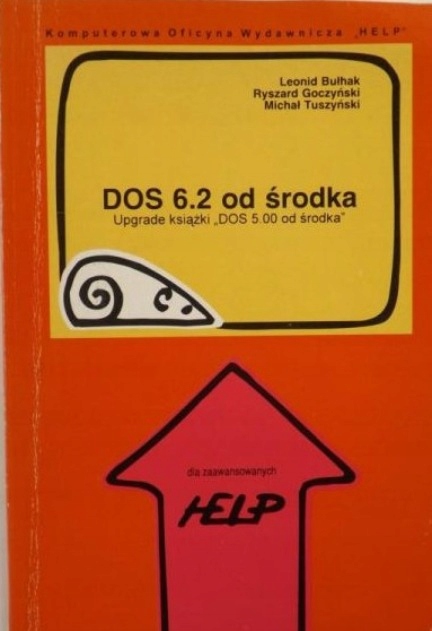 Komputerowa Oficyna Wydawnicza „HELP”
Leonid Bułhak
Ryszard Goczyński
Michał Tuszyński
DOS 6.2 od środka
Upgrade książki „DOS 5.00 od środka”
dla zaawansowanych
HELP